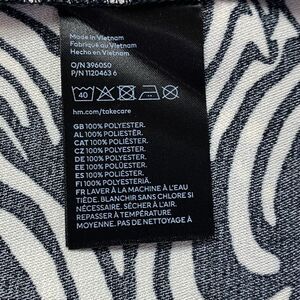 Made in Vietnam
Fabriqué au Vietnam
Hecho en Vietnam
O/N 396050
P/N 1120463 6
40
hm.com/takecare
GB 100% POLYESTER.
AL 100% POLIESTËR.
CAT 100% POLIÈSTER.
CZ 100% POLYESTER.
DE 100% POLYESTER.
EE 100% POLÜESTER.
ES 100% POLIÉSTER.
FI 100% POLYESTERIÄ.
FR LAVER À LA MACHINE À L'EAU
TIÈDE. BLANCHIR SANS CHLORE SI
NÉCESSAIRE. SÉCHER À L'AIR.
REPASSER À TEMPÉRATURE
MOYENNE. PAS DE NETTOYAGE À